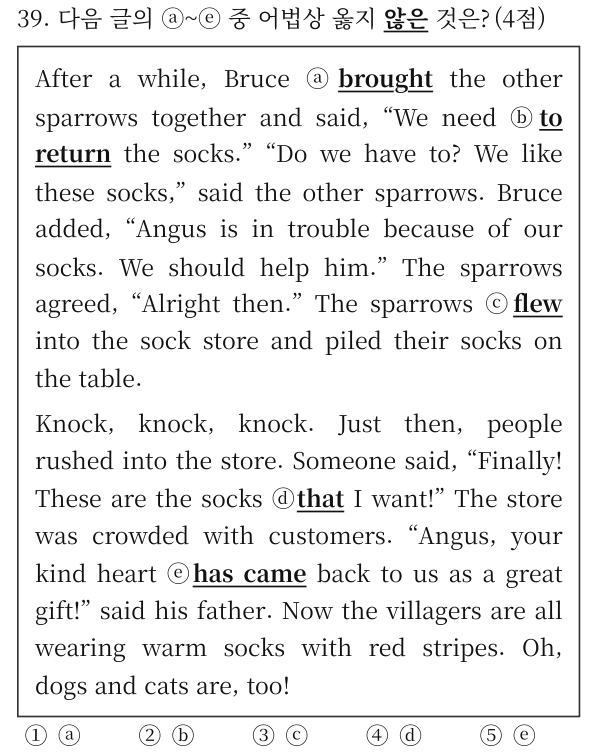 39. 다음 글의 ⓐ~ⓔ 중 어법상 옳지 않은 것은? (4점)
After a while, Bruce ⓐ brought the other
sparrows together and said, “We need ⓑ to
return the socks.” “Do we have to? We like
these socks,” said the other sparrows. Bruce
added, “Angus is in trouble because of our
socks. We should help him.” The sparrows
agreed, “Alright then.” The sparrows ⓒ flew
into the sock store and piled their socks on
the table.
Knock, knock, knock. Just then, people
rushed into the store. Someone said, “Finally!
These are the socks ⓓthat I want!” The store
was crowded with customers. “Angus, your
kind heart ⓔhas came back to us as a great
gift!” said his father. Now the villagers are all
wearing warm socks with red stripes. Oh,
dogs and cats are, too!
① ⓐ ② ⓑ ③ ⓒ ④ ⓓ ⑤ ⓔ